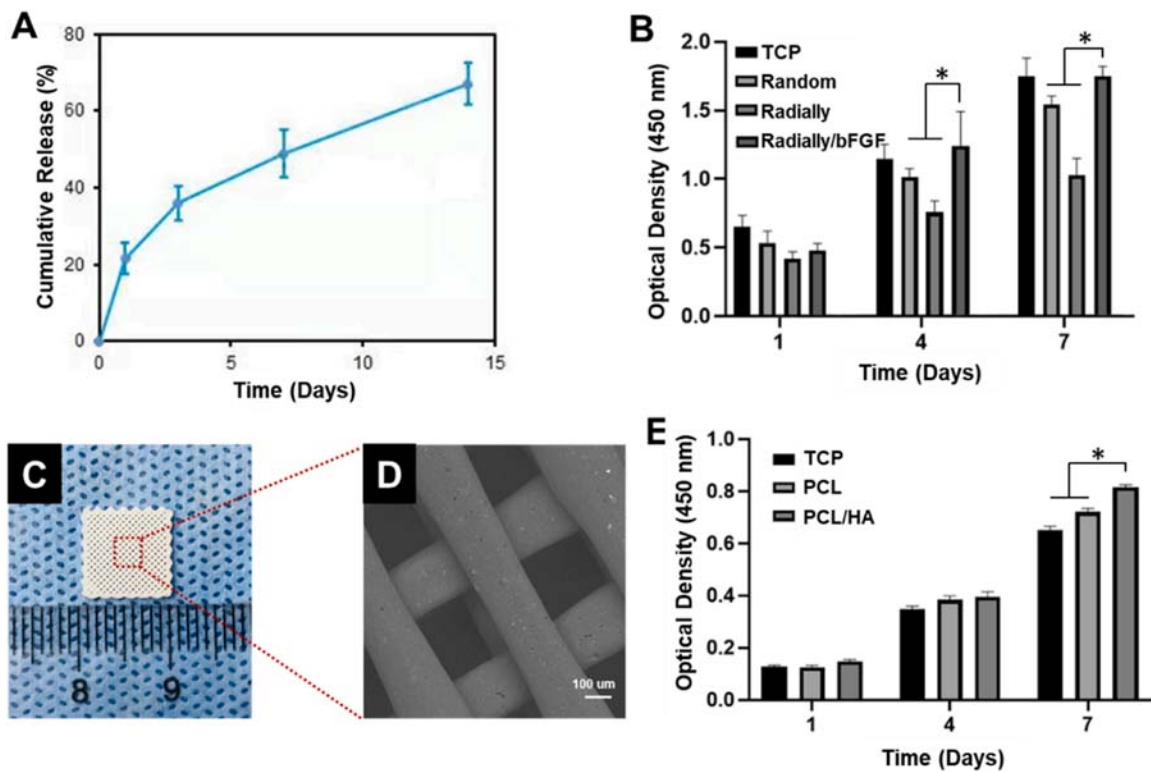 A
80
60
40
20
0
Cumulative Release (%)
0 5 10 15
Time (Days)
B
2.0
1.5
1.0
0.5
0.0
Optical Density (450 nm)
TCP
Random
Radially
Radially/bFGF
*
*
1 4 7
Time (Days)
C
8 9
D
100 um
E
1.0
0.8
0.6
0.4
0.2
0.0
Optical Density (450 nm)
TCP
PCL
PCL/HA
*
1 4 7
Time (Days)